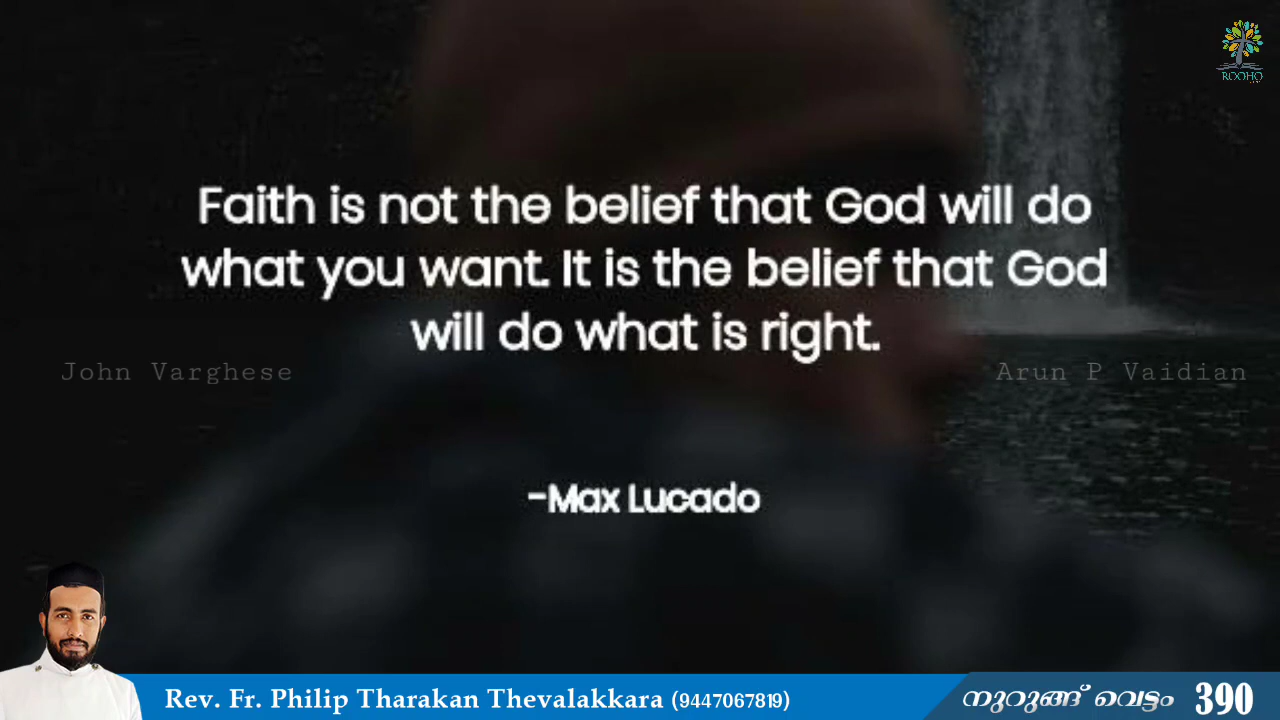 ROOHO
Faith is not the belief that God will do
what you want. It is the belief that God
will do what is right.
John Varghese
Arun P Vaidian
-Max Lucado
Rev. Fr. Philip Tharakan Thevalakkara (9447067819)
നുറുങ്ങ് വെട്ടം 390